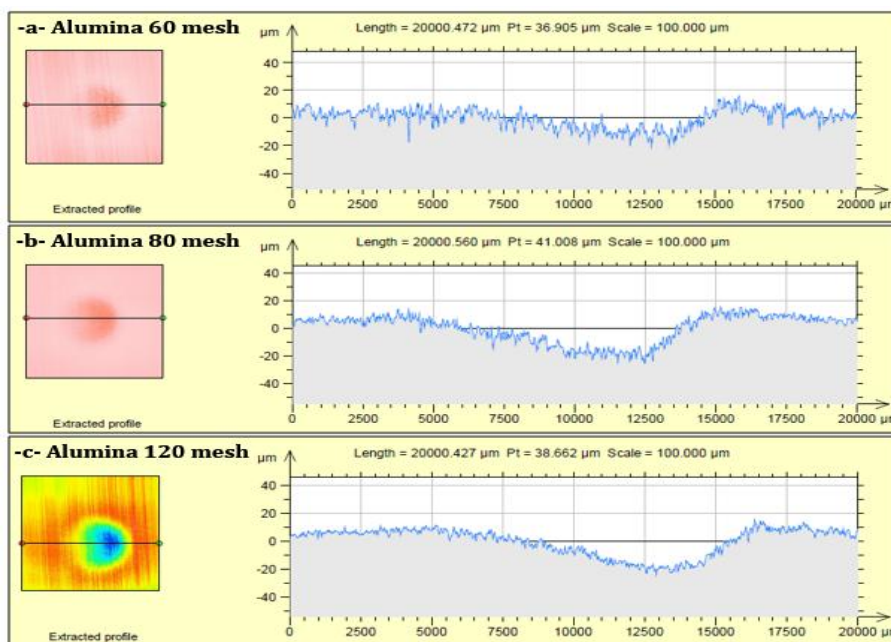 -a- Alumina 60 mesh
µm
Length = 20000.472 µm Pt = 36.905 µm Scale = 100.000 µm
40
20
0
-20
-40
0 2500 5000 7500 10000 12500 15000 17500 20000 µm
Extracted profile
-b- Alumina 80 mesh
µm
Length = 20000.560 µm Pt = 41.008 µm Scale = 100.000 µm
40
20
0
-20
-40
0 2500 5000 7500 10000 12500 15000 17500 20000 µm
Extracted profile
-c- Alumina 120 mesh
µm
Length = 20000.427 µm Pt = 38.662 µm Scale = 100.000 µm
40
20
0
-20
-40
0 2500 5000 7500 10000 12500 15000 17500 20000 µm
Extracted profile